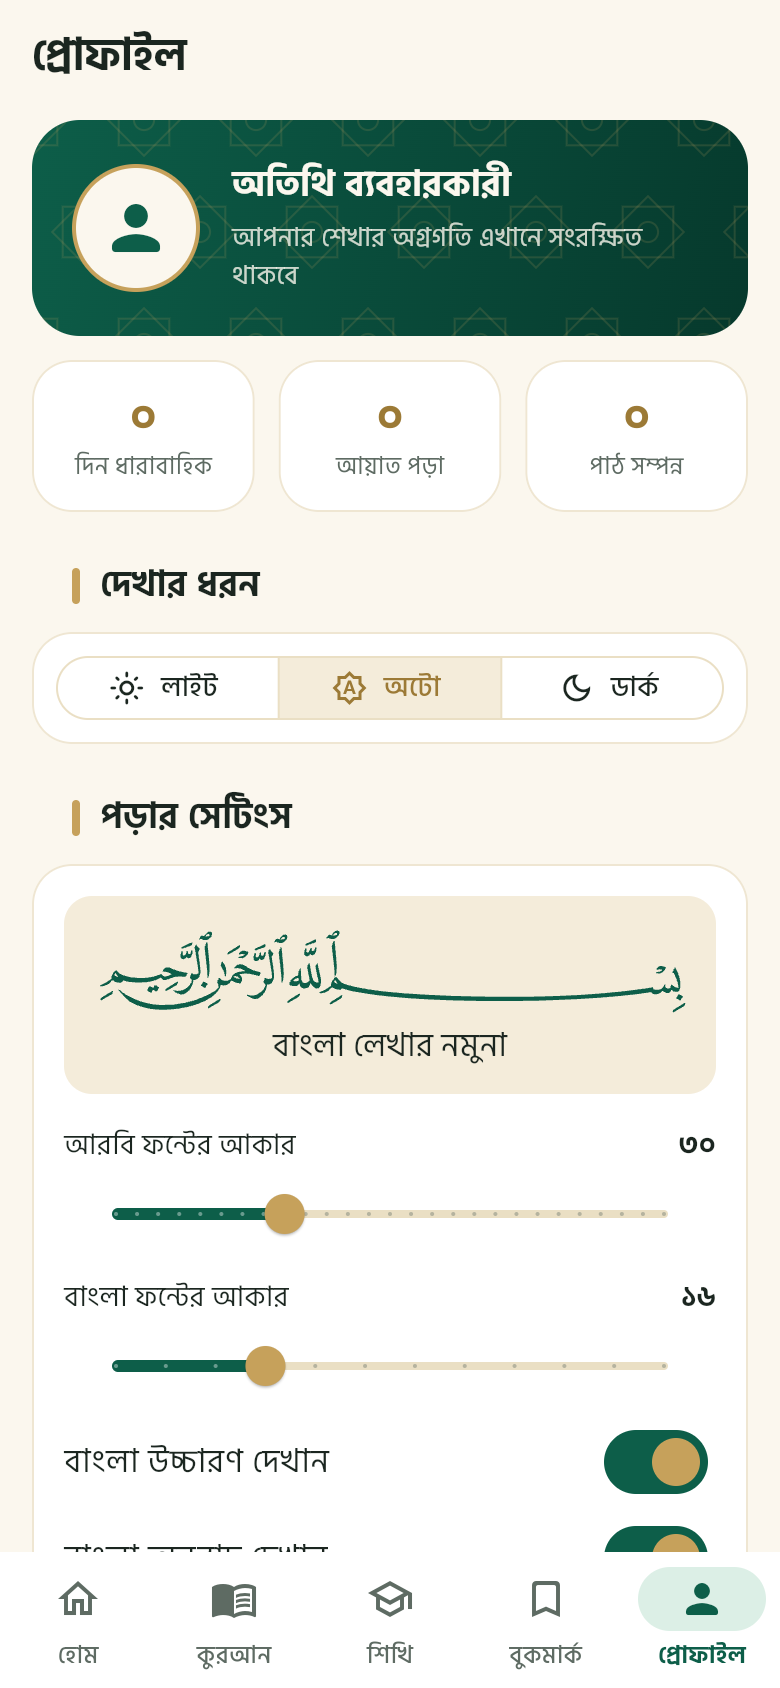 প্রোফাইল
অতিথি ব্যবহারকারী
আপনার শেখার অগ্রগতি এখানে সংরক্ষিত
থাকবে
০ ০ ০
দিন ধারাবাহিক আয়াত পড়া পাঠ সম্পন্ন
দেখার ধরন
লাইট A অটো ডার্ক
পড়ার সেটিংস
بِسْمِ ٱللَّهِ ٱلرَّحْمَٰنِ ٱلرَّحِيمِ
বাংলা লেখার নমুনা
আরবি ফন্টের আকার ৩০
বাংলা ফন্টের আকার ১৬
বাংলা উচ্চারণ দেখান
হোম কুরআন শিখি বুকমার্ক প্রোফাইল